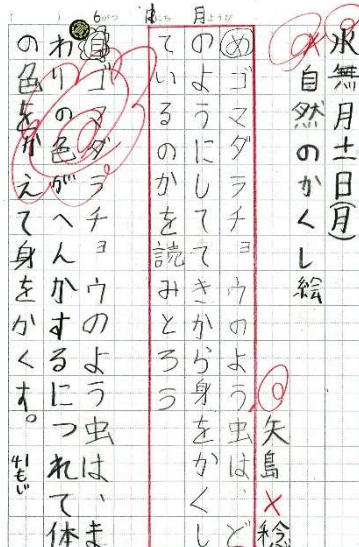 6がつ 11にち 月ようび
水無月十一日(月)
自然のかくし絵
矢島 稔
めゴマダラチョウのよう虫は、ど
のようにしててきから身をかくし
ているのかを読みとろう
自ゴマダラチョウのよう虫は、ま
わりの色がへんかするにつれて体
の色をかえて身をかくす。 41もじ